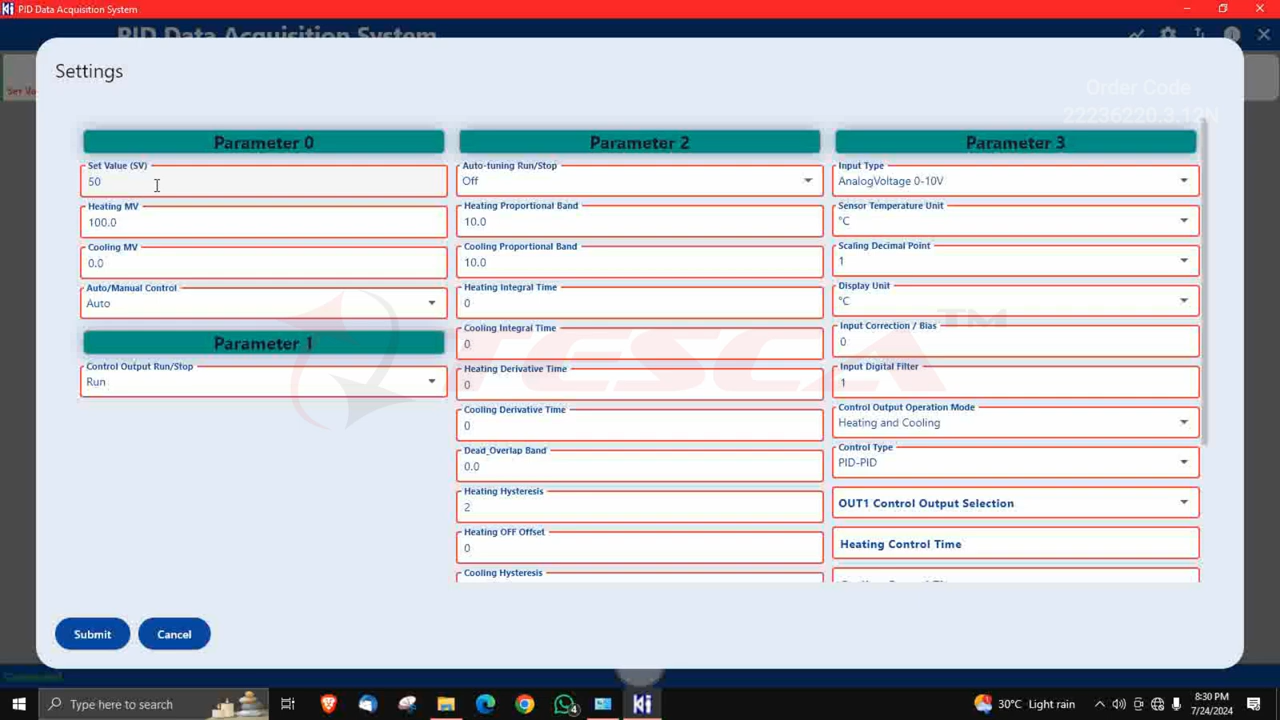 PID Data Acquisition System
PID Data Acquisition System
Settings
Order Code
22236220.3.12N
Parameter 0
Set Value (SV)
50
Heating MV
100.0
Cooling MV
0.0
Auto/Manual Control
Auto
Parameter 1
Control Output Run/Stop
Run
Parameter 2
Auto-tuning Run/Stop
Off
Heating Proportional Band
10.0
Cooling Proportional Band
10.0
Heating Integral Time
0
Cooling Integral Time
0
Heating Derivative Time
0
Cooling Derivative Time
0
Dead_Overlap Band
0.0
Heating Hysteresis
2
Heating OFF Offset
0
Cooling Hysteresis
Parameter 3
Input Type
AnalogVoltage 0-10V
Sensor Temperature Unit
°C
Scaling Decimal Point
1
Display Unit
°C
Input Correction / Bias
0
Input Digital Filter
1
Control Output Operation Mode
Heating and Cooling
Control Type
PID-PID
OUT1 Control Output Selection
Heating Control Time
TESCA TM
Submit
Cancel
Type here to search
4
30°C Light rain
8:30 PM
7/24/2024